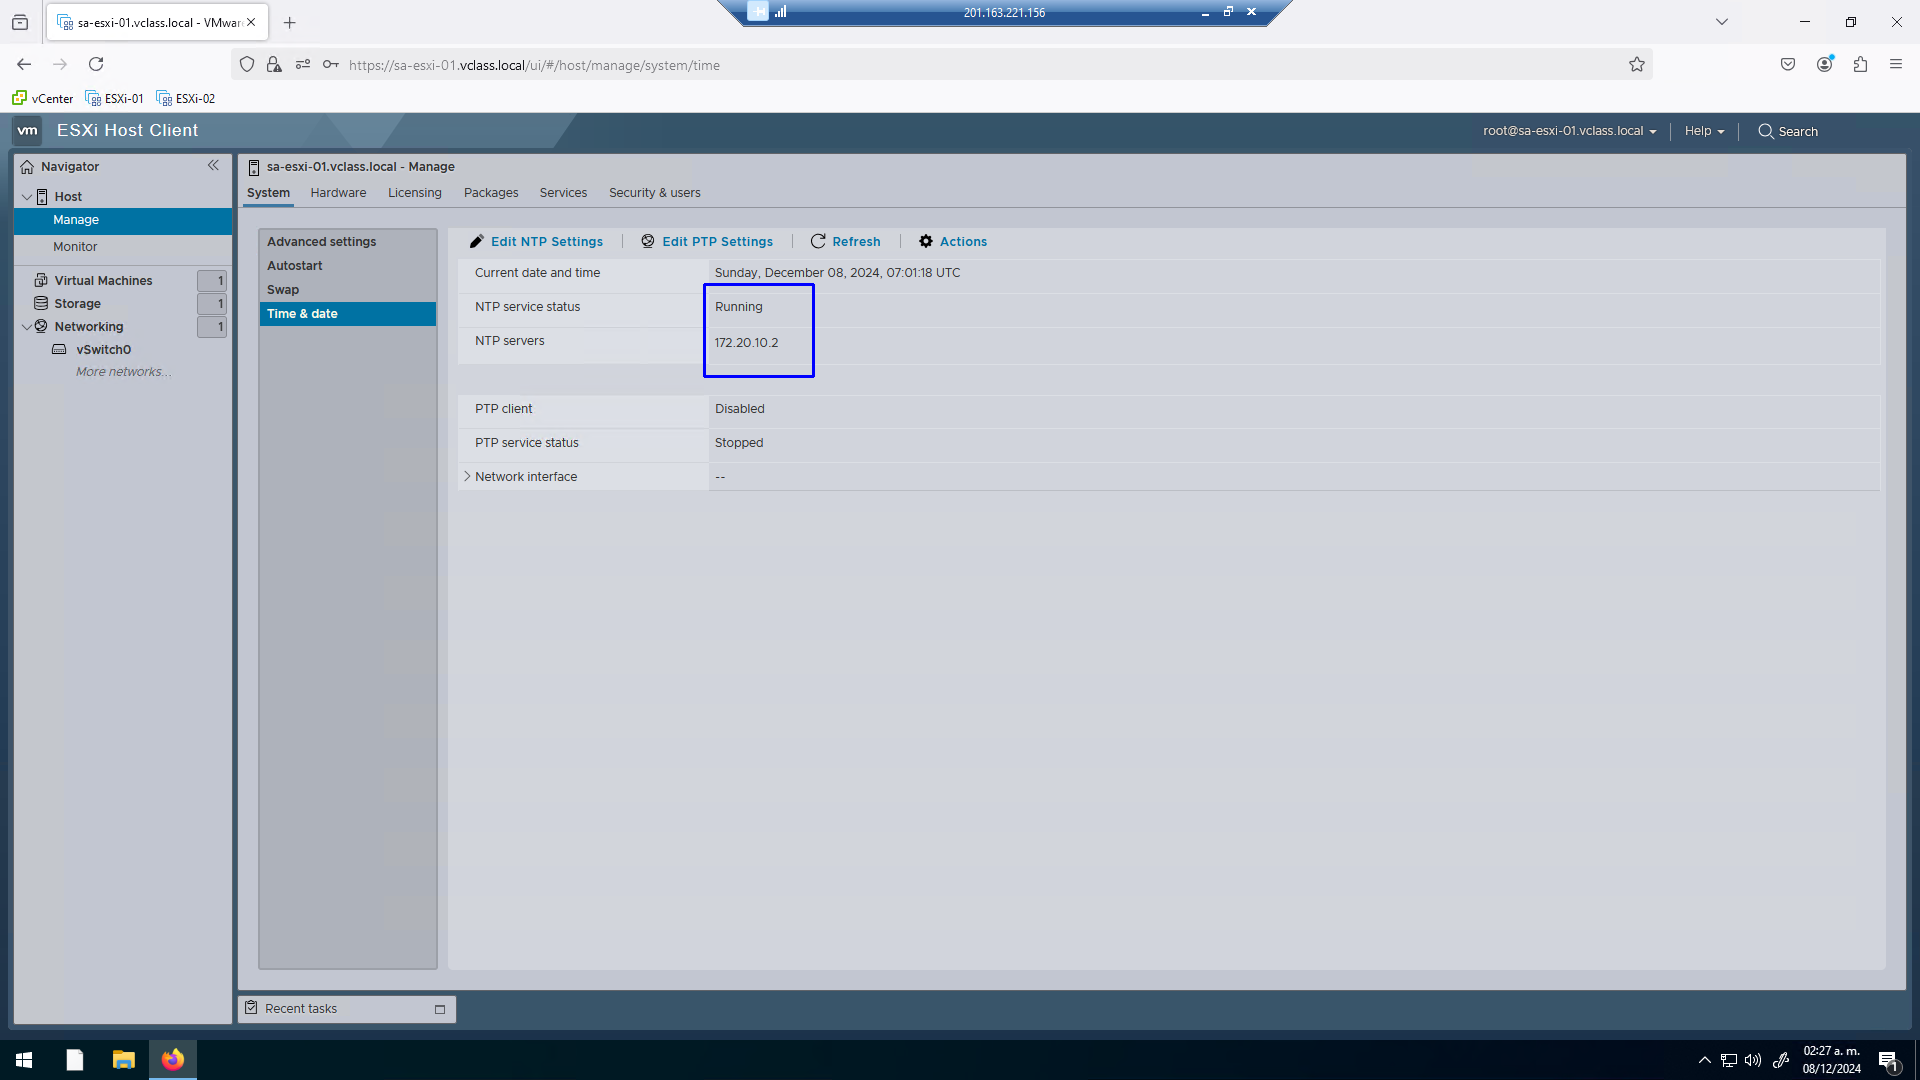 sa-esxi-01.vclass.local - VMwar
201.163.221.156
https://sa-esxi-01.vclass.local/ui/#/host/manage/system/time
vCenter
ESXi-01
ESXi-02
vm
ESXi Host Client
root@sa-esxi-01.vclass.local
Help
Search
Navigator
Host
Manage
Monitor
Virtual Machines 1
Storage 1
Networking 1
vSwitch0
More networks...
sa-esxi-01.vclass.local - Manage
System Hardware Licensing Packages Services Security & users
Advanced settings
Autostart
Swap
Time & date
Edit NTP Settings
Edit PTP Settings
Refresh
Actions
Current date and time Sunday, December 08, 2024, 07:01:18 UTC
NTP service status Running
NTP servers 172.20.10.2
PTP client Disabled
PTP service status Stopped
Network interface --
Recent tasks
02:27 a. m.
08/12/2024
1